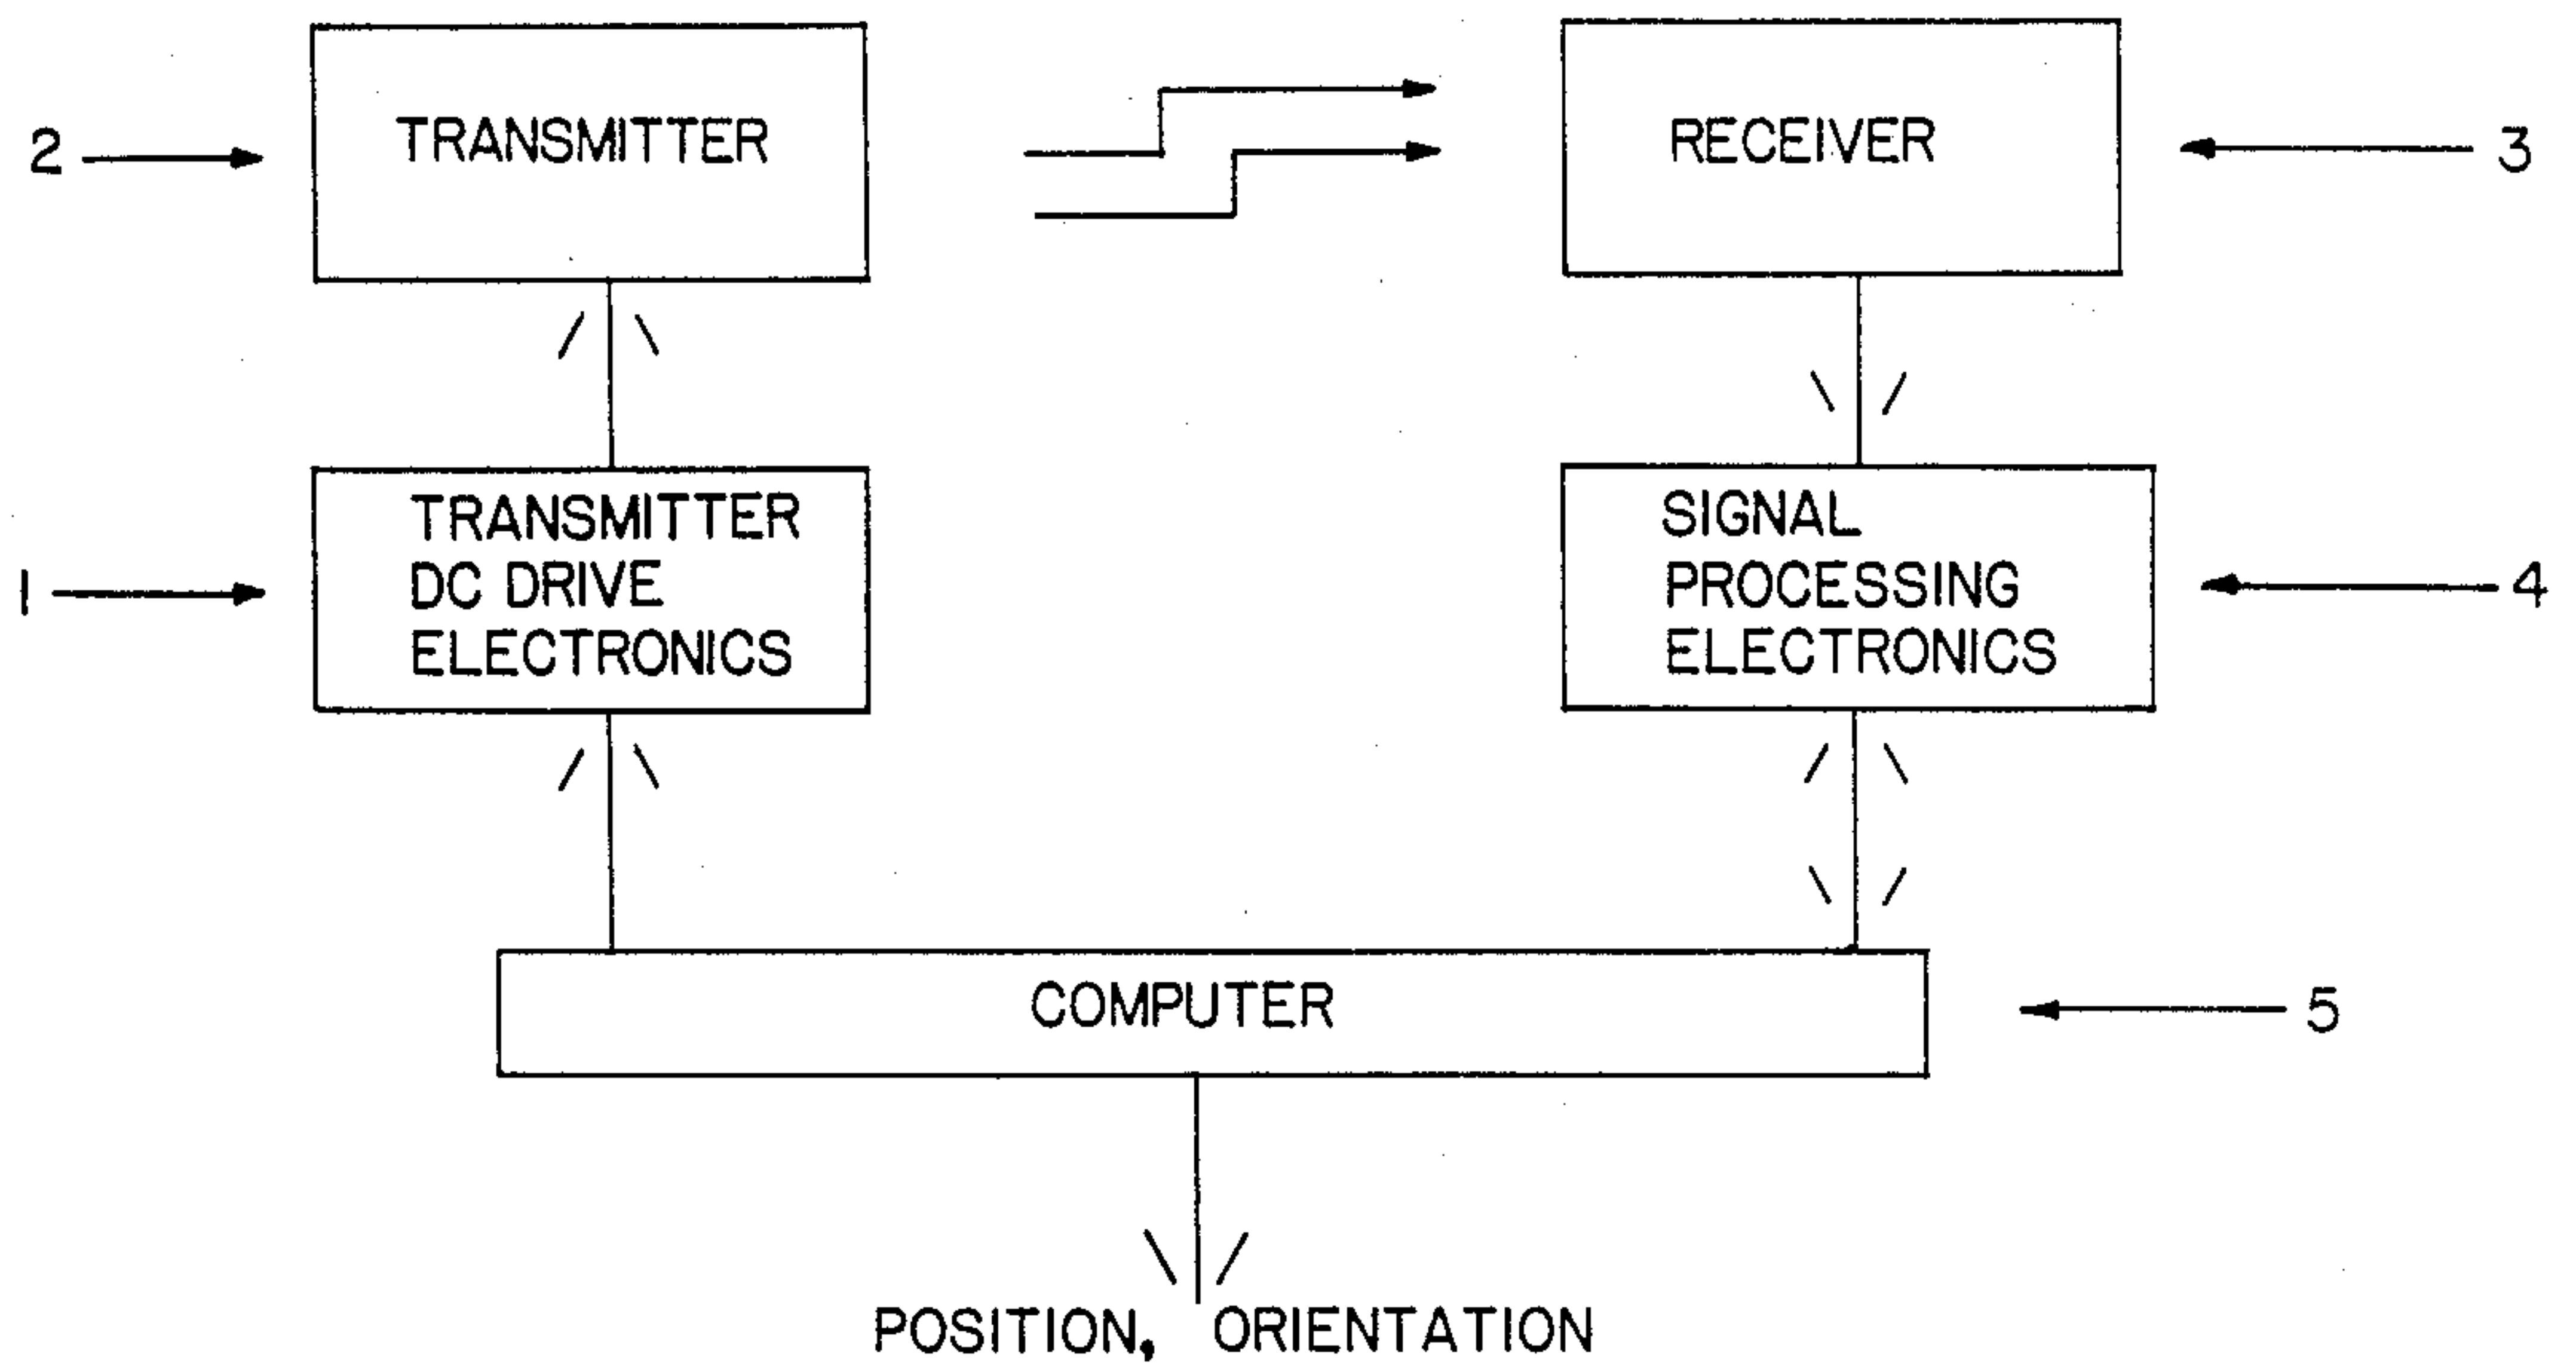 2
TRANSMITTER
RECEIVER
3
1
TRANSMITTER
DC DRIVE
ELECTRONICS
SIGNAL
PROCESSING
ELECTRONICS
4
COMPUTER
5
POSITION, ORIENTATION